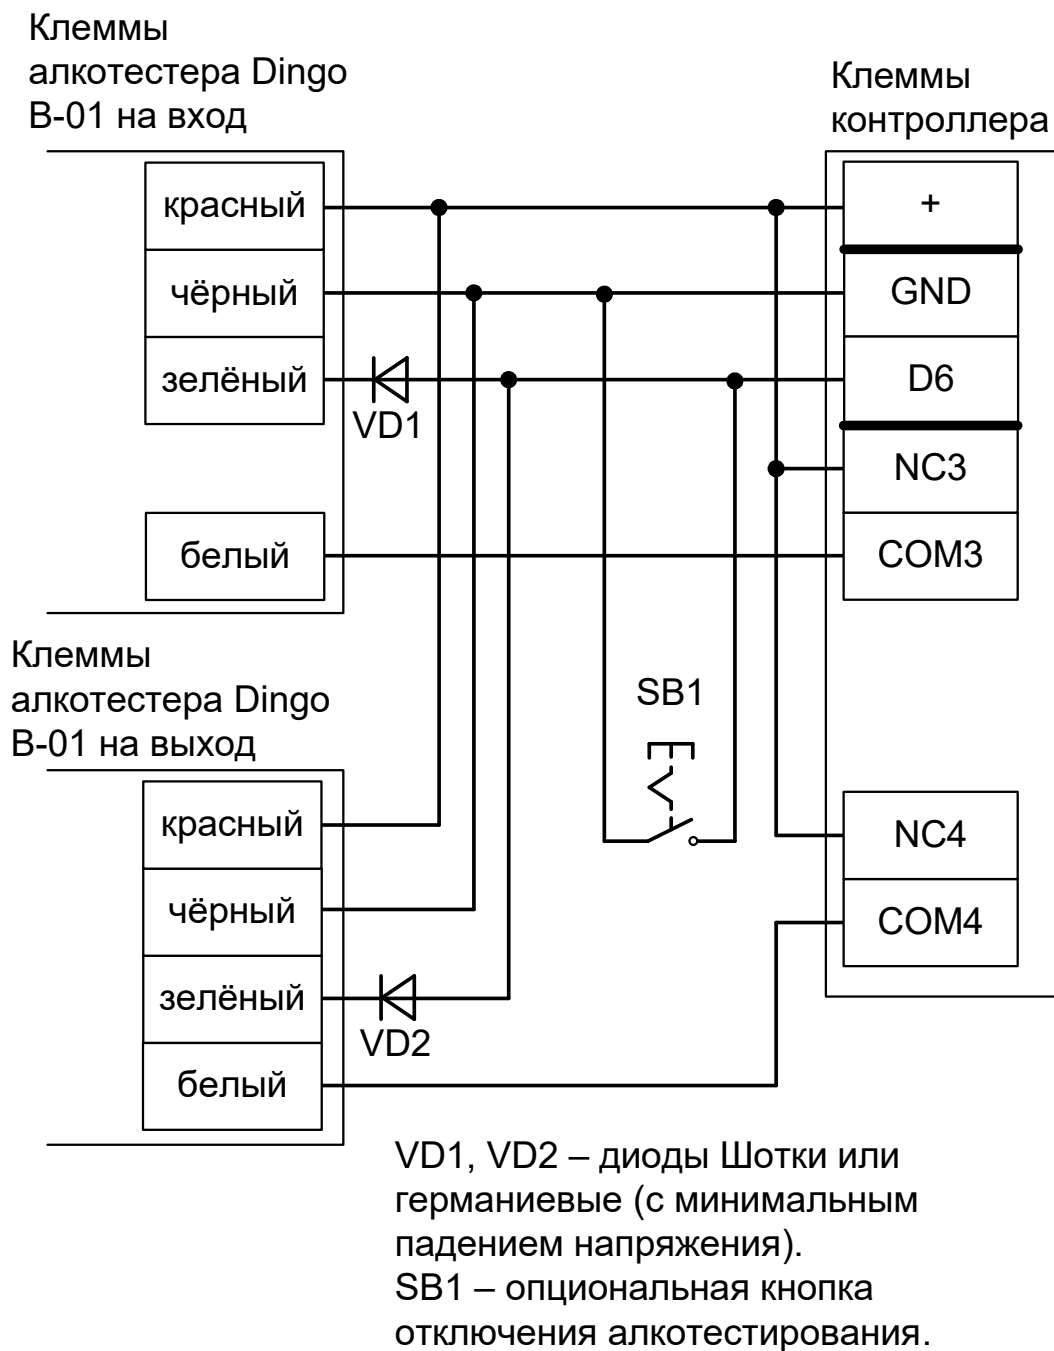 Клеммы
алкотестера Dingo
B-01 на вход
Клеммы
контроллера
красный
чёрный
зелёный
белый
+
GND
D6
NC3
COM3
VD1
Клеммы
алкотестера Dingo
B-01 на выход
SB1
красный
чёрный
зелёный
белый
NC4
COM4
VD2
VD1, VD2 – диоды Шотки или
германиевые (с минимальным
падением напряжения).
SB1 – опциональная кнопка
отключения алкотестирования.